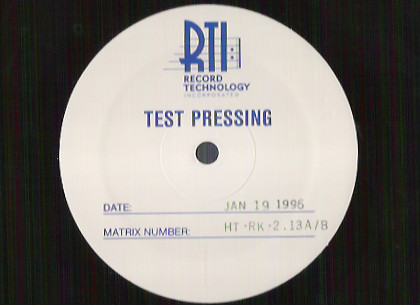 RTI
RECORD
TECHNOLOGY
INCORPORATED
TEST PRESSING
DATE: JAN 19 1996
MATRIX NUMBER: HT-RK-2.13A/B